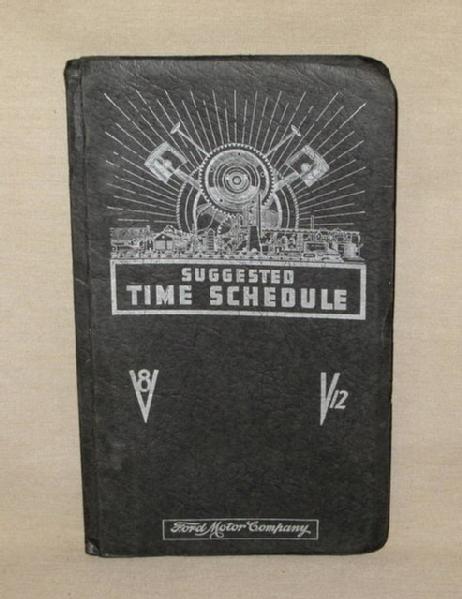 SUGGESTED
TIME SCHEDULE
V8
V12
Ford Motor Company